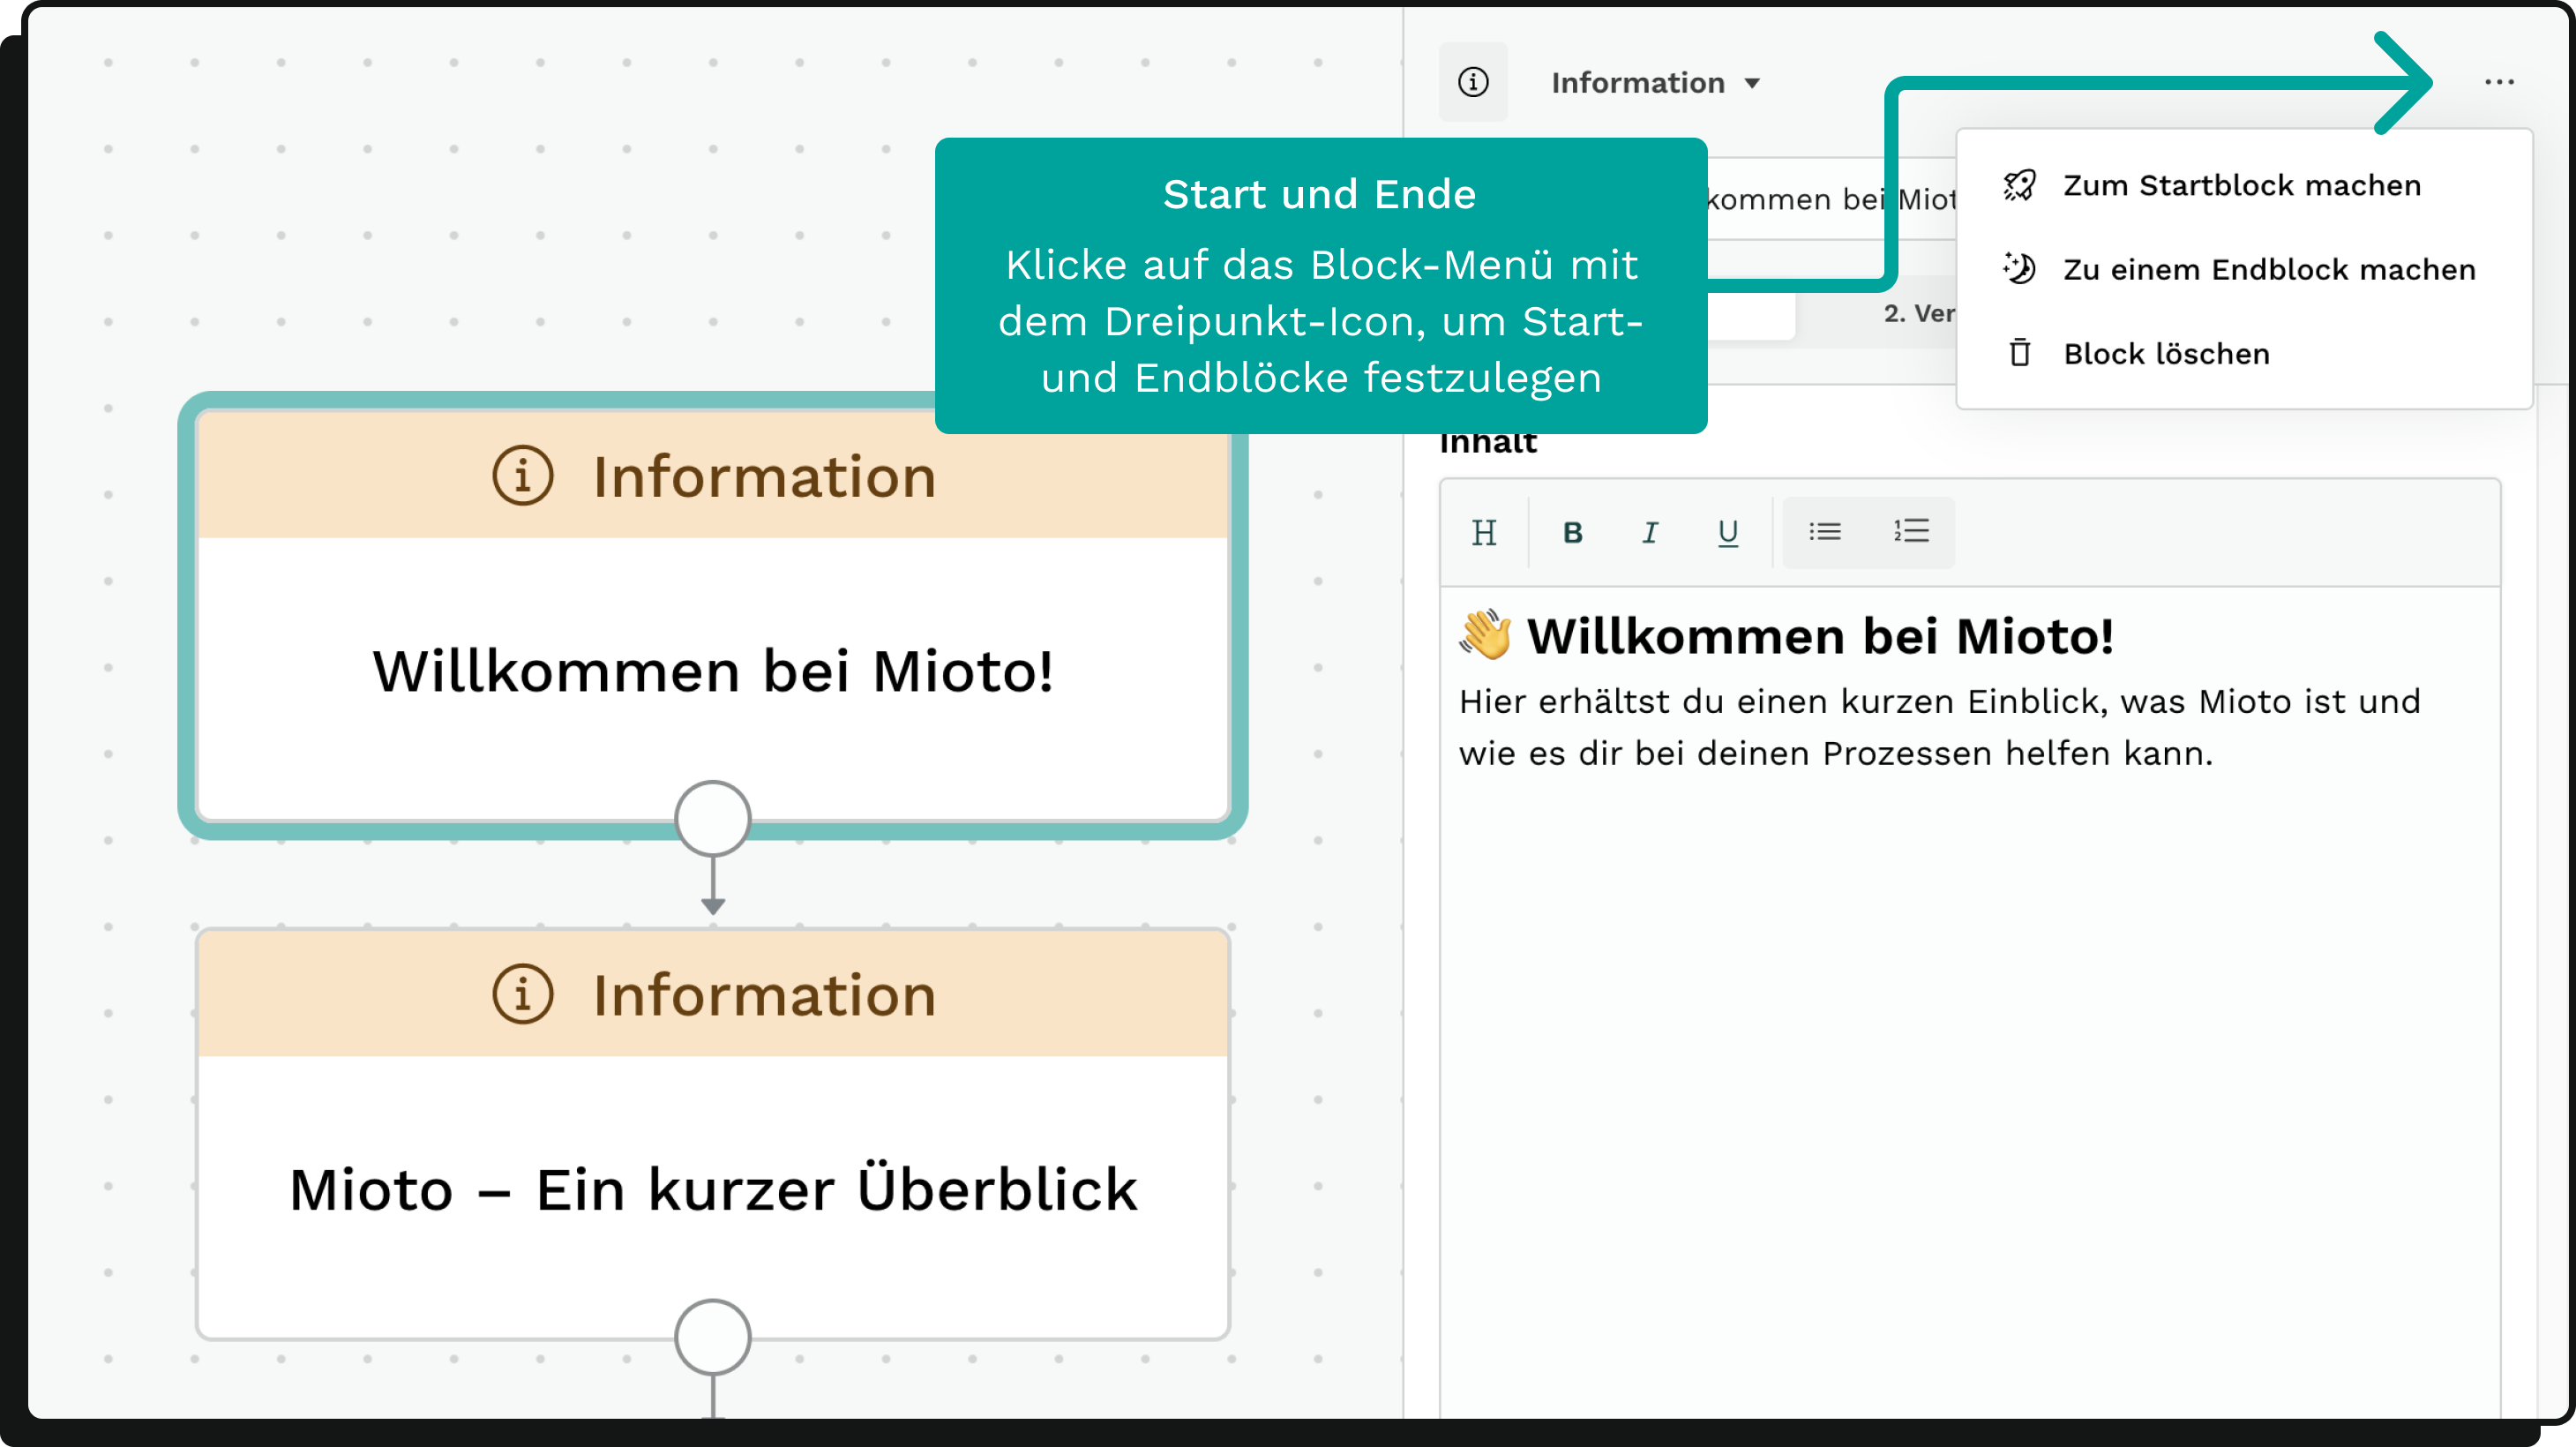 Information
Start und Ende
Klicke auf das Block-Menü mit
dem Dreipunkt-Icon, um Start-
und Endblöcke festzulegen
kommen bei Miot
2. Ver
Zum Startblock machen
Zu einem Endblock machen
Block löschen
Information
Willkommen bei Mioto!
Information
Mioto – Ein kurzer Überblick
Inhalt
H B I U
👋 Willkommen bei Mioto!
Hier erhältst du einen kurzen Einblick, was Mioto ist und
wie es dir bei deinen Prozessen helfen kann.